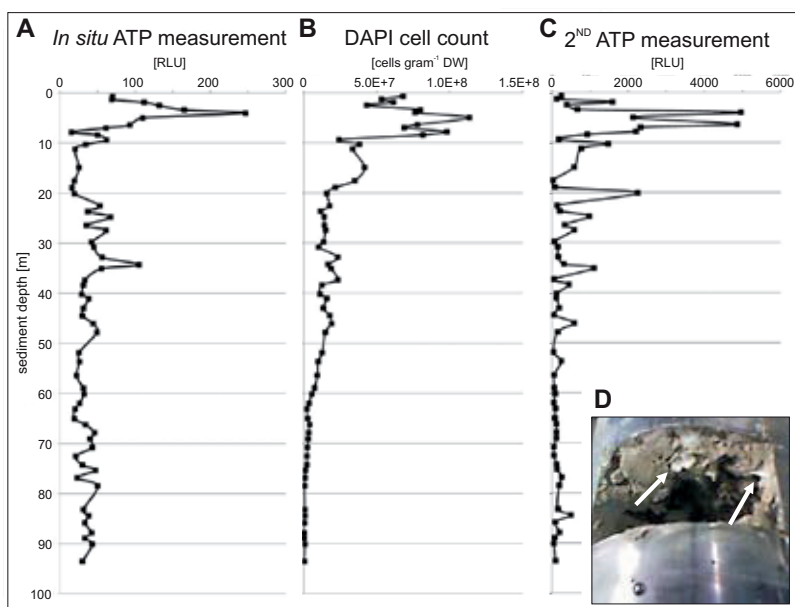 A In situ ATP measurement
[RLU]
0 100 200 300
B DAPI cell count
[cells gram⁻¹ DW]
0 5.0E+7 1.0E+8 1.5E+8
C 2ND ATP measurement
[RLU]
0 2000 4000 6000
sediment depth [m]
0
10
20
30
40
50
60
70
80
90
100
D